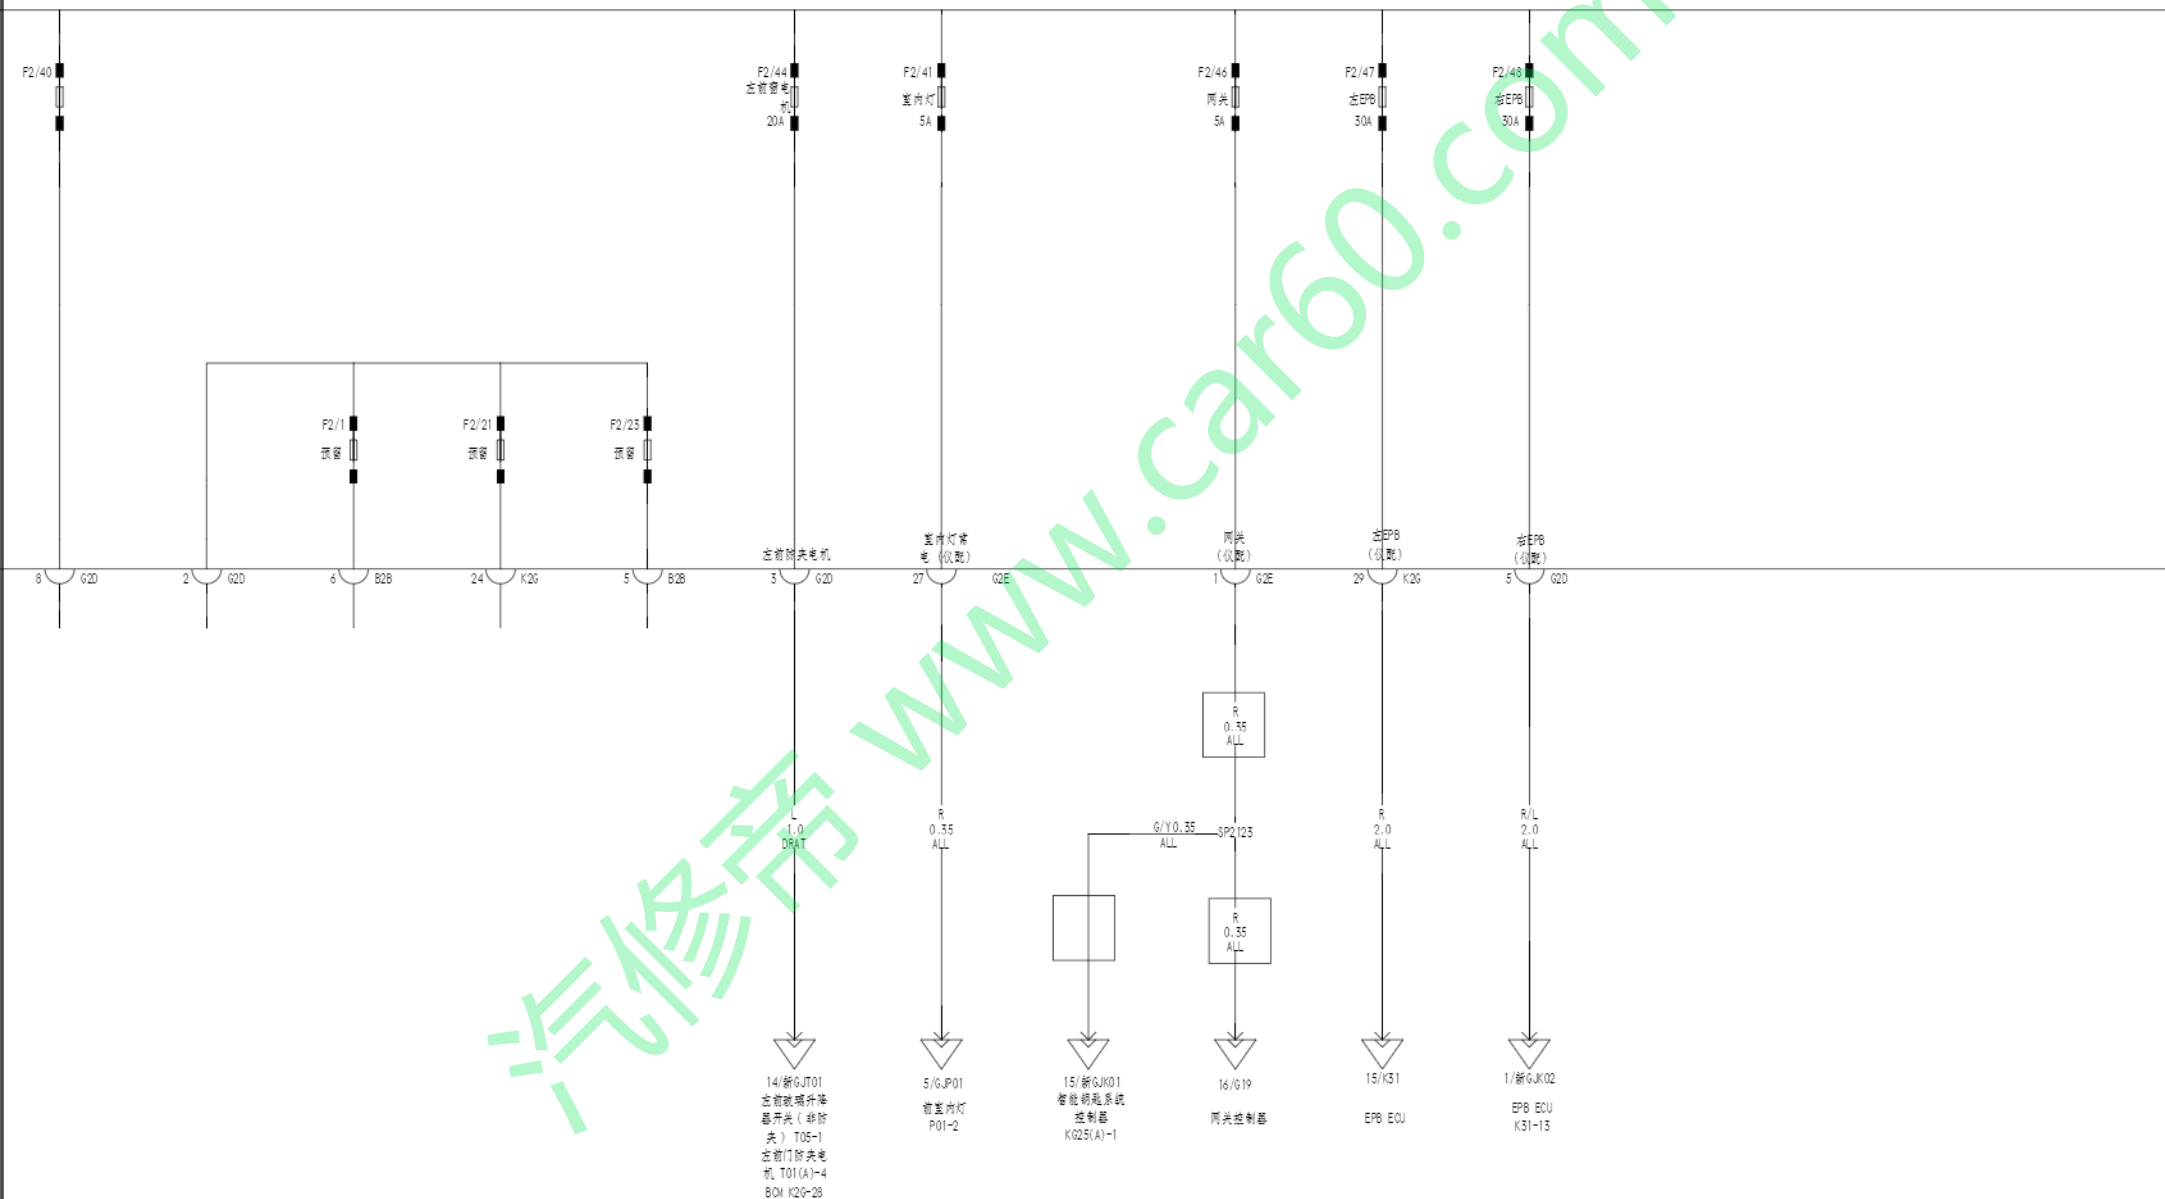 F2/40
F2/44
左前窗电
机
20A
F2/41
室内灯
5A
F2/46
网关
5A
F2/47
左EPB
30A
F2/48
右EPB
30A
F2/1
预留
F2/21
预留
F2/23
预留
左前防夹电机
室内灯常
电（仪配）
网关
（仪配）
左EPB
（仪配）
右EPB
（仪配）
8 G2D
2 G2D
6 B2B
24 K2G
5 B2B
3 G2D
27 G2E
1 G2E
29 K2G
5 G2D
R
0.35
ALL
L
1.0
DRAT
R
0.35
ALL
G/Y0.35
ALL
SP2123
R
2.0
ALL
R/L
2.0
ALL
R
0.35
ALL
14/新GJT01
左前玻璃升降
器开关（非防
夹） T05-1
左前门防夹电
机 T01(A)-4
BCM K2G-28
5/GJP01
前室内灯
P01-2
15/新GJK01
智能钥匙系统
控制器
KG25(A)-1
16/G19
网关控制器
15/K31
EPB ECU
1/新GJK02
EPB ECU
K31-13
汽修帝 www.car60.com